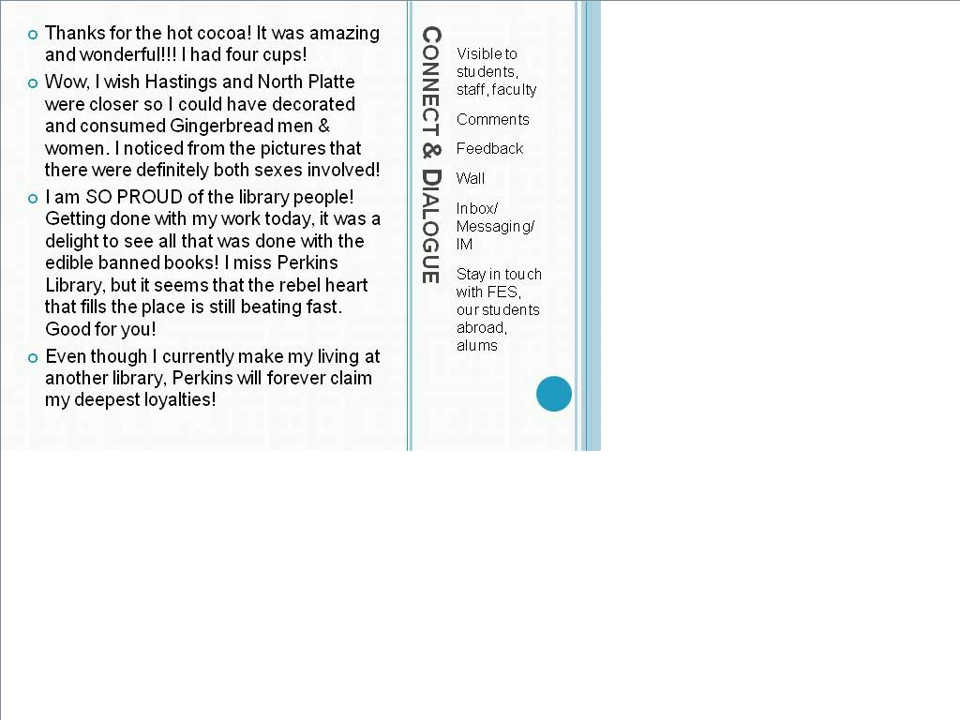 Thanks for the hot cocoa! It was amazing
and wonderful!!! I had four cups!
Wow, I wish Hastings and North Platte
were closer so I could have decorated
and consumed Gingerbread men &
women. I noticed from the pictures that
there were definitely both sexes involved!
I am SO PROUD of the library people!
Getting done with my work today, it was a
delight to see all that was done with the
edible banned books! I miss Perkins
Library, but it seems that the rebel heart
that fills the place is still beating fast.
Good for you!
Even though I currently make my living at
another library, Perkins will forever claim
my deepest loyalties!
CONNECT & DIALOGUE
Visible to
students,
staff, faculty
Comments
Feedback
Wall
Inbox/
Messaging/
IM
Stay in touch
with FES,
our students
abroad,
alums